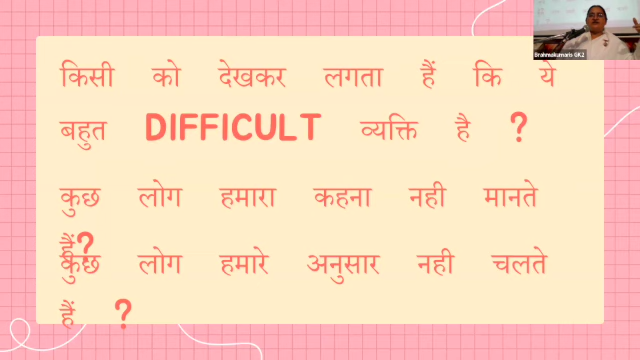 Brahmakumaris GK2
किसी को देखकर लगता हैं कि ये
बहुत DIFFICULT व्यक्ति है ?
कुछ लोग हमारा कहना नही मानते
हैं?
कुछ लोग हमारे अनुसार नही चलते
हैं ?